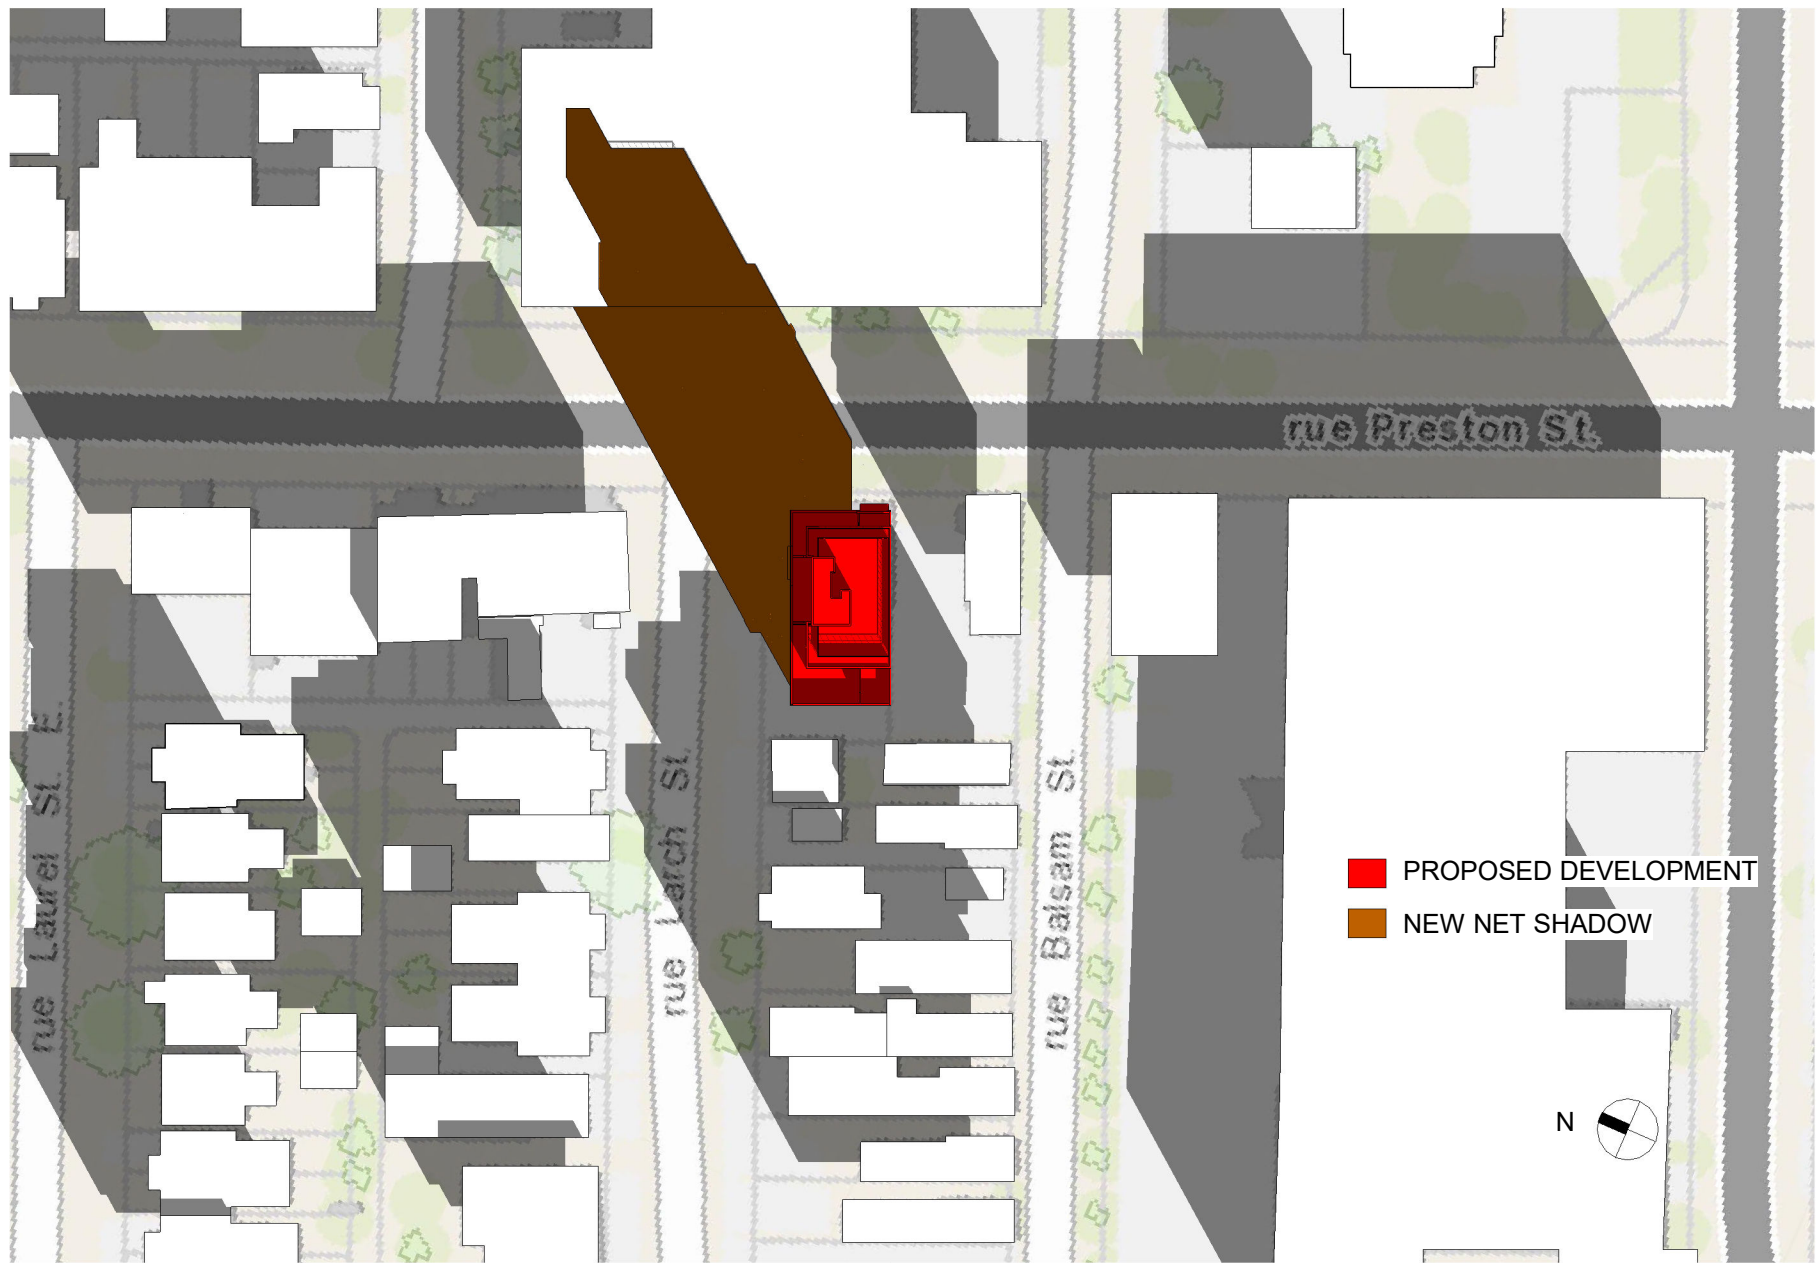 rue Preston St.
rue Laurel St. E.
rue Larch St.
rue Balsam St.
PROPOSED DEVELOPMENT
NEW NET SHADOW
N